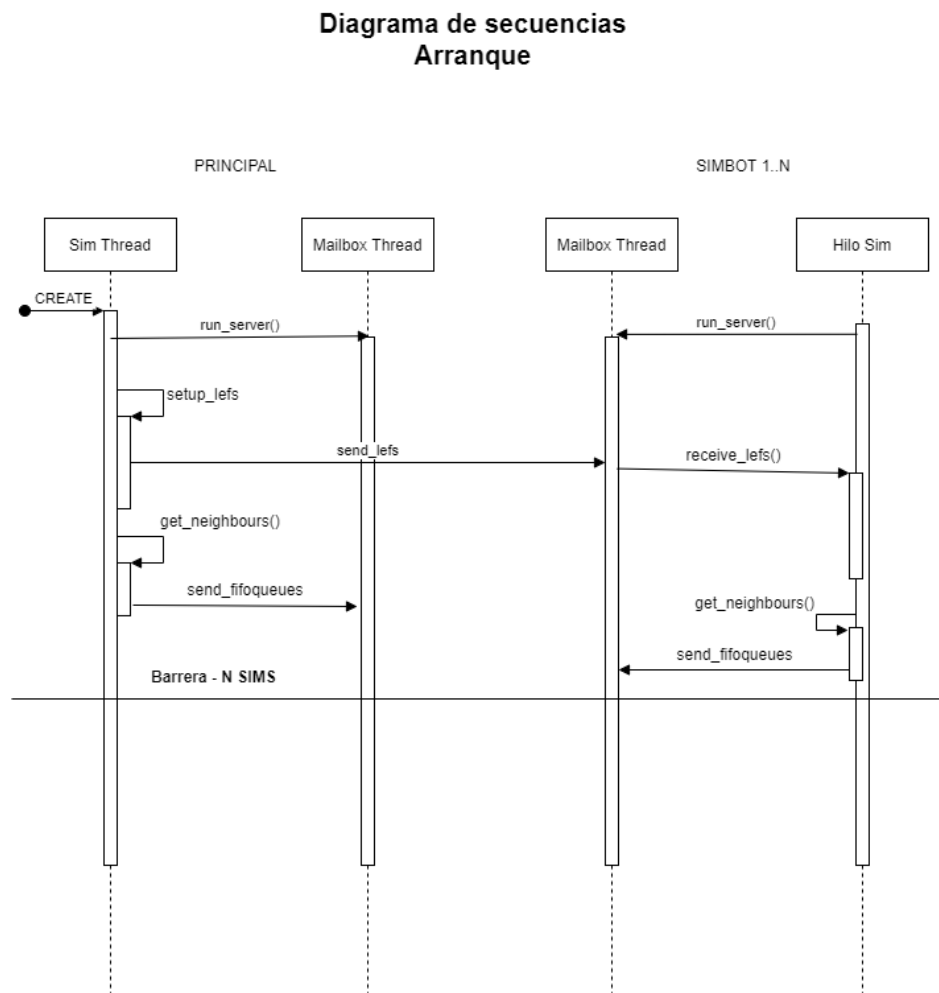 Diagrama de secuencias
Arranque
PRINCIPAL
SIMBOT 1..N
Sim Thread
Mailbox Thread
Mailbox Thread
Hilo Sim
CREATE
run_server()
run_server()
setup_lefs
send_lefs
receive_lefs()
get_neighbours()
send_fifoqueues
get_neighbours()
send_fifoqueues
Barrera - N SIMS